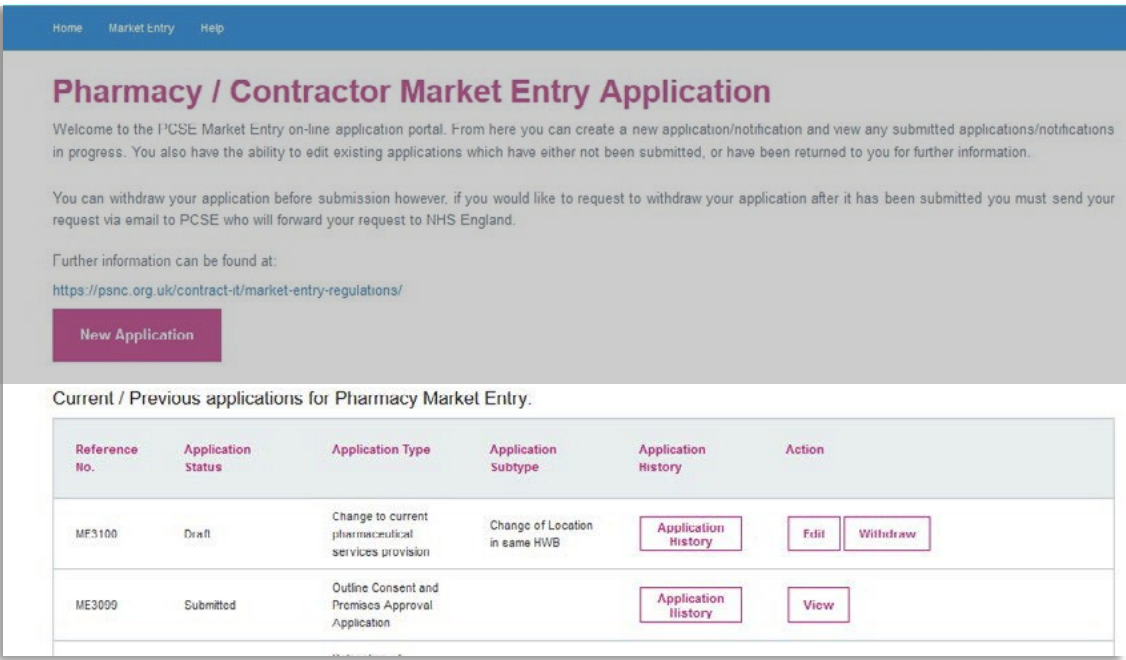 Home Market Entry Help
Pharmacy / Contractor Market Entry Application
Welcome to the PCSE Market Entry on-line application portal. From here you can create a new application/notification and view any submitted applications/notifications
in progress. You also have the ability to edit existing applications which have either not been submitted, or have been returned to you for further information.
You can withdraw your application before submission however, if you would like to request to withdraw your application after it has been submitted you must send your
request via email to PCSE who will forward your request to NHS England.
Further information can be found at:
https://psnc.org.uk/contract-it/market-entry-regulations/
New Application
Current / Previous applications for Pharmacy Market Entry.
Reference Application Application Type Application Application Action
No. Status Subtype History
ME3100 Draft Change to current
pharmaceutical
services provision
Change of Location
in same HWB
Application
History
Edit Withdraw
ME3099 Submitted Outline Consent and
Premises Approval
Application
Application
History
View